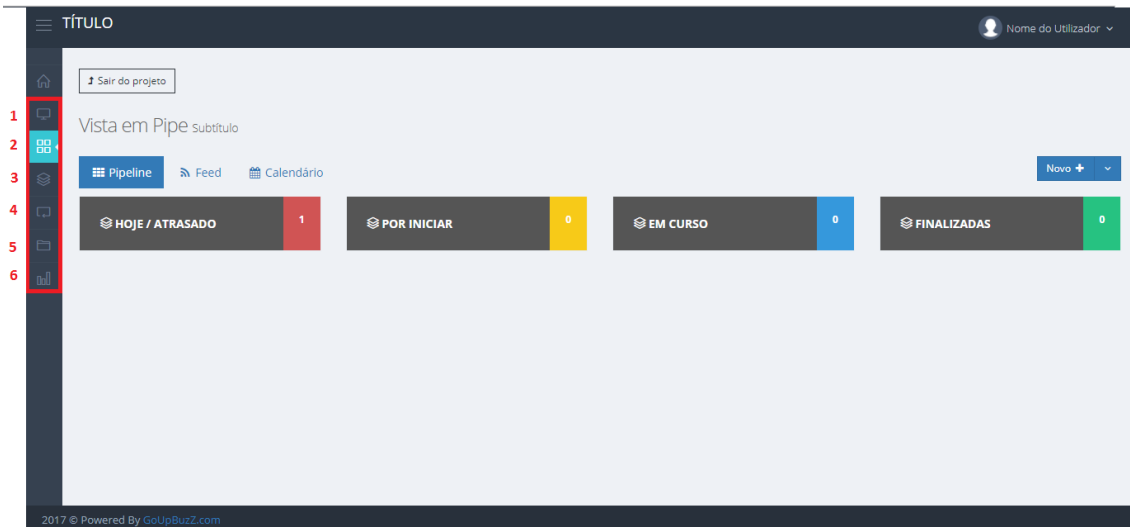 TÍTULO
Nome do Utilizador
Sair do projeto
1
Vista em Pipe Subtítulo
2
3
Pipeline Feed Calendário
Novo
4
HOJE / ATRASADO 1
POR INICIAR 0
EM CURSO 0
FINALIZADAS 0
5
6
2017 © Powered By GoUpBuzZ.com